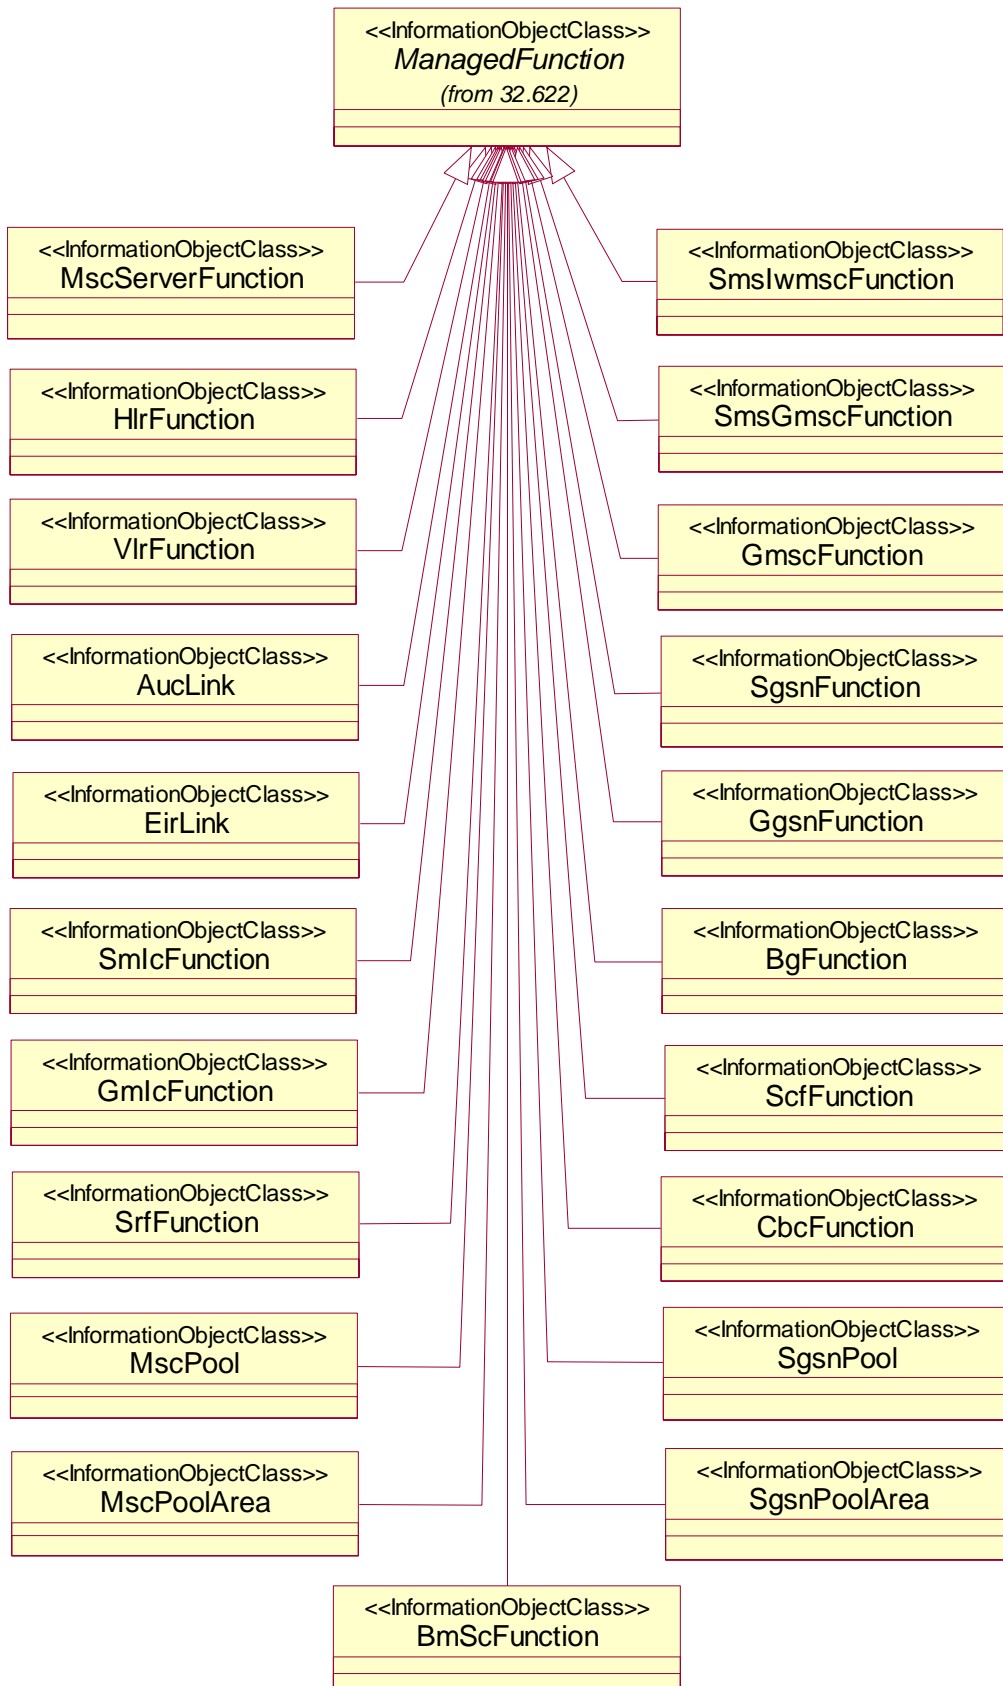 <<InformationObjectClass>>
ManagedFunction
(from 32.622)
<<InformationObjectClass>>
MscServerFunction
<<InformationObjectClass>>
SmsIwmscFunction
<<InformationObjectClass>>
HlrFunction
<<InformationObjectClass>>
SmsGmscFunction
<<InformationObjectClass>>
VlrFunction
<<InformationObjectClass>>
GmscFunction
<<InformationObjectClass>>
AucLink
<<InformationObjectClass>>
SgsnFunction
<<InformationObjectClass>>
EirLink
<<InformationObjectClass>>
GgsnFunction
<<InformationObjectClass>>
SmlcFunction
<<InformationObjectClass>>
BgFunction
<<InformationObjectClass>>
GmlcFunction
<<InformationObjectClass>>
ScfFunction
<<InformationObjectClass>>
SrfFunction
<<InformationObjectClass>>
CbcFunction
<<InformationObjectClass>>
MscPool
<<InformationObjectClass>>
SgsnPool
<<InformationObjectClass>>
MscPoolArea
<<InformationObjectClass>>
SgsnPoolArea
<<InformationObjectClass>>
BmScFunction